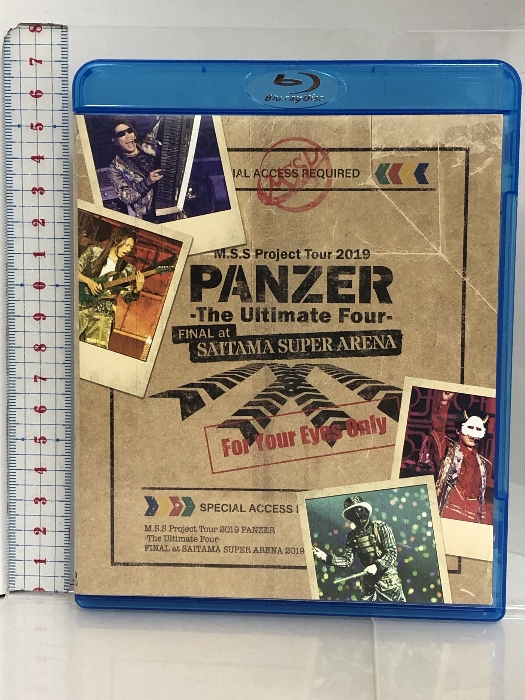 Blu-ray Disc
IAL ACCESS REQUIRED
M.S.S Project Tour 2019
PANZER
-The Ultimate Four-
FINAL at
SAITAMA SUPER ARENA
For Your Eyes Only
SPECIAL ACCESS
M.S.S Project Tour 2019 PANZER
-The Ultimate Four-
FINAL at SAITAMA SUPER ARENA 2019